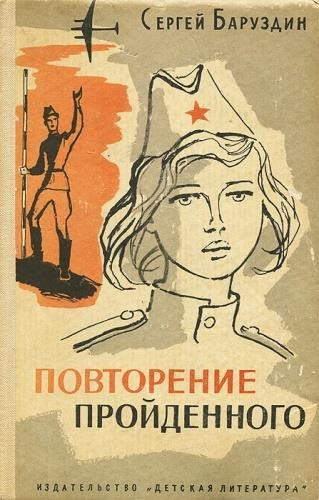 Сергей Баруздин
ПОВТОРЕНИЕ
ПРОЙДЕННОГО
ИЗДАТЕЛЬСТВО „ДЕТСКАЯ ЛИТЕРАТУРА"